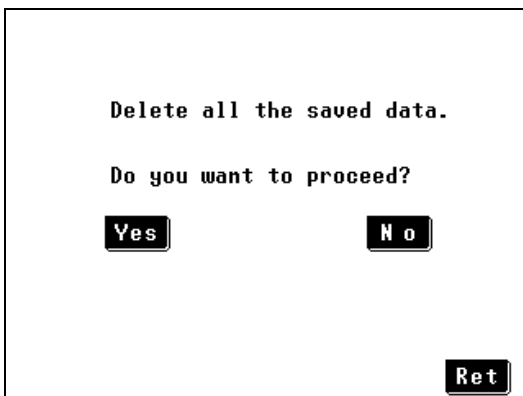 Delete all the saved data.
Do you want to proceed?
Yes No
Ret